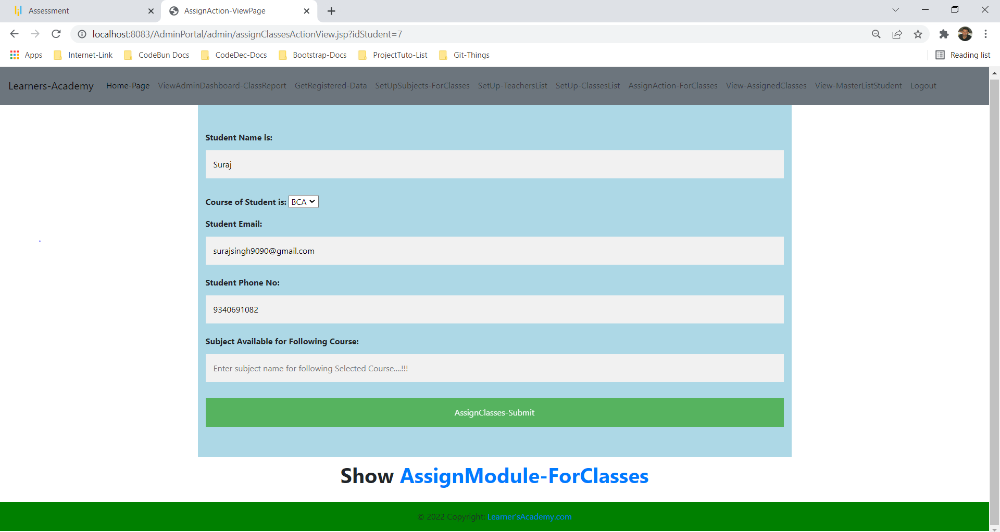 Assessment
AssignAction-ViewPage
localhost:8083/AdminPortal/admin/assignClassesActionView.jsp?idStudent=7
Apps Internet-Link CodeBun Docs CodeDec-Docs Bootstrap-Docs ProjectTuto-List Git-Things Reading list
Learners-Academy Home-Page ViewAdminDashboard-ClassReport GetRegistered-Data SetUpSubjects-ForClasses SetUp-TeachersList SetUp-ClassesList AssignAction-ForClasses View-AssignedClasses View-MasterListStudent Logout
Student Name is:
Suraj
Course of Student is: BCA
Student Email:
surajsingh9090@gmail.com
Student Phone No:
9340691082
Subject Available for Following Course:
Enter subject name for following Selected Course....!!!
AssignClasses-Submit
Show AssignModule-ForClasses
© 2022 Copyright: Learner'sAcademy.com